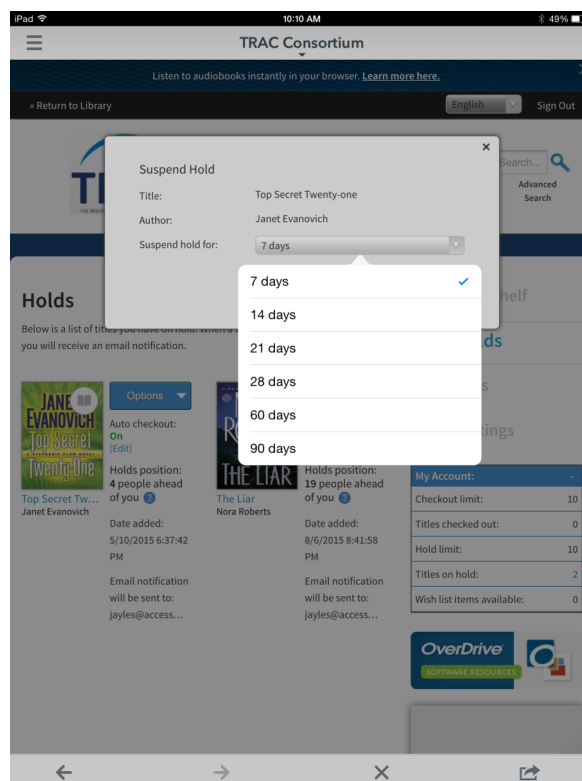 iPad 10:10 AM 49%
TRAC Consortium
Listen to audiobooks instantly in your browser. Learn more here.
« Return to Library English Sign Out
Search...
Advanced
Search
×
Suspend Hold
Title: Top Secret Twenty-one
Author: Janet Evanovich
Suspend hold for: 7 days
7 days
14 days
21 days
28 days
60 days
90 days
Holds
Below is a list of titles you have on hold. When a
you will receive an email notification.
JANET
EVANOVICH
Top Secret
Twenty-One
Options
Auto checkout:
On
[Edit]
Holds position:
4 people ahead
of you ?
Top Secret Tw...
Janet Evanovich
Date added:
5/10/2015 6:37:42
PM
Email notification
will be sent to:
jayles@access...
THE LIAR
The Liar
Nora Roberts
Holds position:
19 people ahead
of you ?
Date added:
8/6/2015 8:41:58
PM
Email notification
will be sent to:
jayles@access...
My Account: -
Checkout limit: 10
Titles checked out: 0
Hold limit: 10
Titles on hold: 2
Wish list items available: 0
OverDrive
SOFTWARE RESOURCES